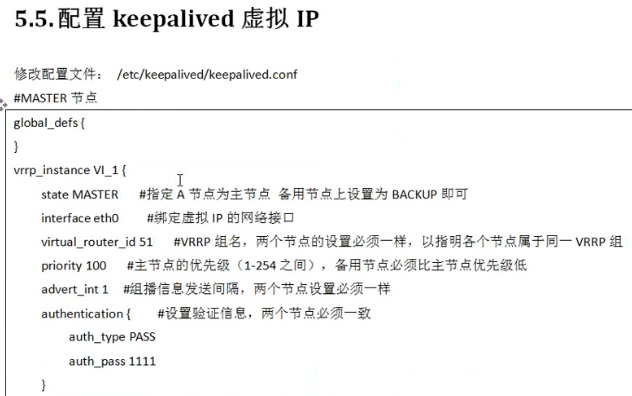 5.5.配置 keepalived 虚拟 IP
修改配置文件： /etc/keepalived/keepalived.conf
#MASTER 节点
global_defs {
}
vrrp_instance VI_1 {
state MASTER #指定 A 节点为主节点 备用节点上设置为 BACKUP 即可
interface eth0 #绑定虚拟 IP 的网络接口
virtual_router_id 51 #VRRP 组名，两个节点的设置必须一样，以指明各个节点属于同一 VRRP 组
priority 100 #主节点的优先级（1-254 之间），备用节点必须比主节点优先级低
advert_int 1 #组播信息发送间隔，两个节点设置必须一样
authentication { #设置验证信息，两个节点必须一致
auth_type PASS
auth_pass 1111
}